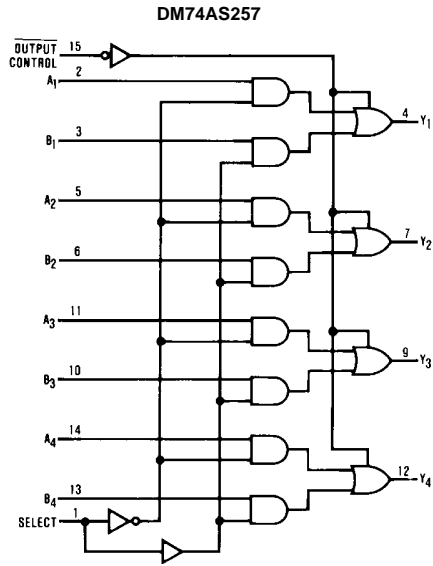 DM74AS257
OUTPUT CONTROL 15
A1 2
4 Y1
B1 3
A2 5
7 Y2
B2 6
A3 11
9 Y3
B3 10
A4 14
12 Y4
B4 13
SELECT 1